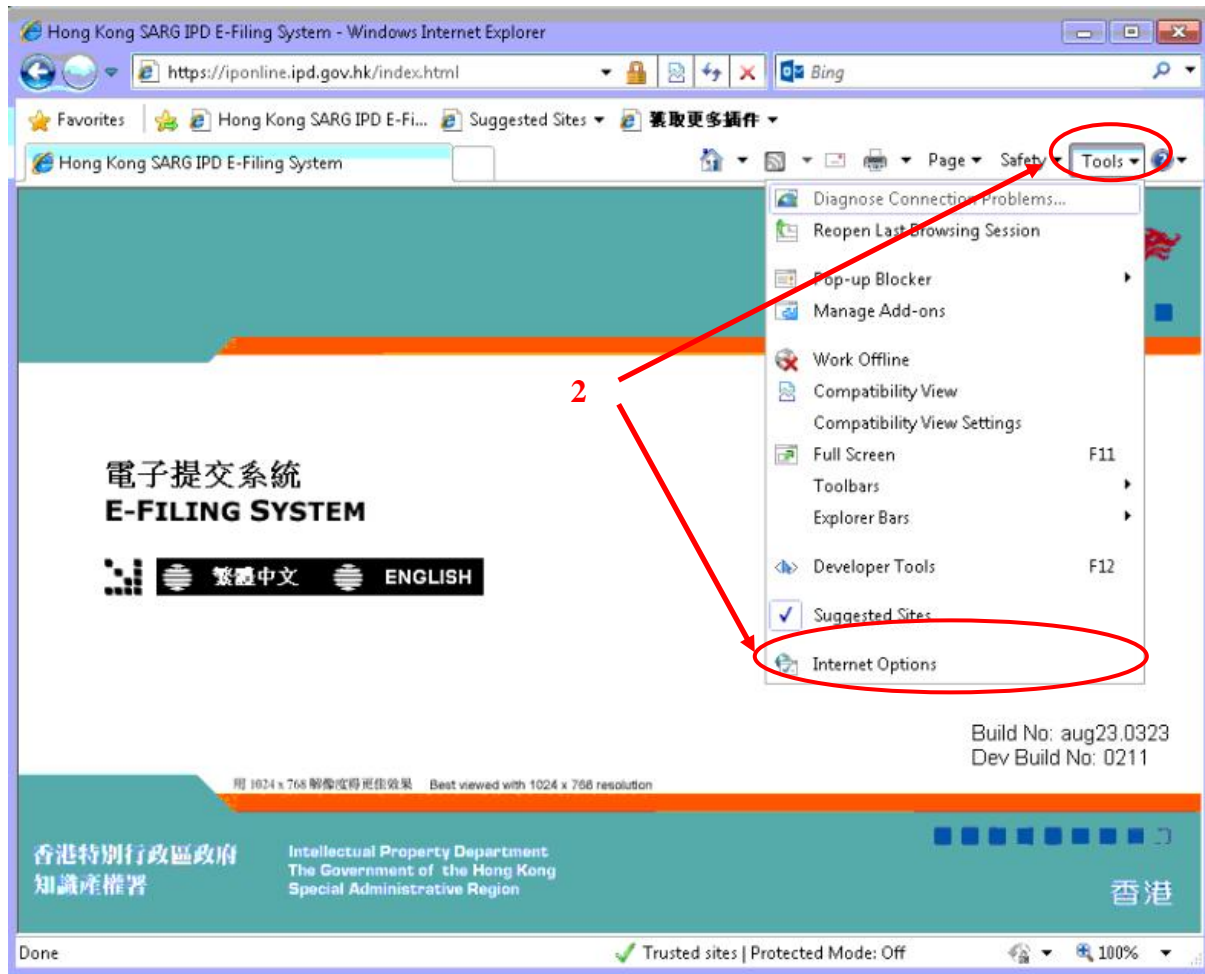 Hong Kong SARG IPD E-Filing System - Windows Internet Explorer
https://iponline.ipd.gov.hk/index.html
Bing
Favorites
Hong Kong SARG IPD E-Fi...
Suggested Sites
獲取更多插件
Hong Kong SARG IPD E-Filing System
Page
Safety
Tools
Diagnose Connection Problems...
Reopen Last Browsing Session
Pop-up Blocker
Manage Add-ons
Work Offline
Compatibility View
Compatibility View Settings
Full Screen F11
Toolbars
Explorer Bars
Developer Tools F12
Suggested Sites
Internet Options
2
電子提交系統
E-FILING SYSTEM
繁體中文 ENGLISH
Build No: aug23.0323
Dev Build No: 0211
用 1024 x 768 解像度得更佳效果 Best viewed with 1024 x 768 resolution
香港特別行政區政府
知識產權署
Intellectual Property Department
The Government of the Hong Kong
Special Administrative Region
香港
Done
Trusted sites | Protected Mode: Off
100%